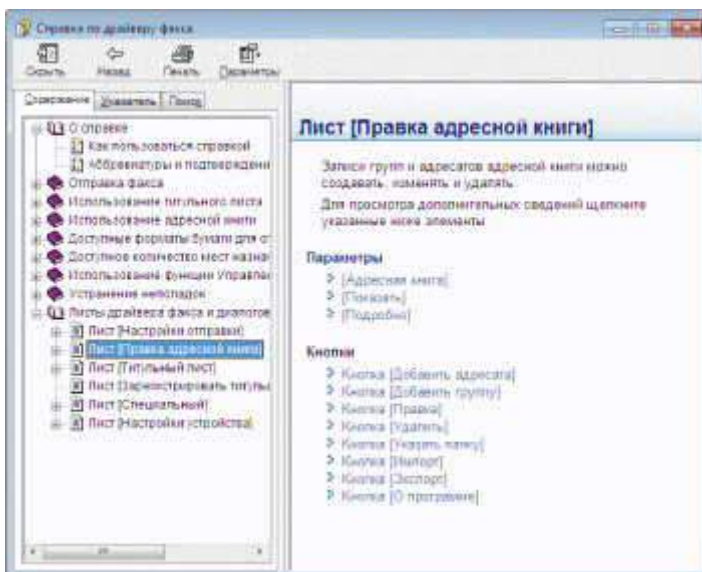 Справка по драйверу факса
Скрыть Назад Печать Параметры
Содержание Указатель Поиск
О справке
Как пользоваться справкой
Аббревиатуры и подтверждени
Отправка факса
Использование титульного листа
Использование адресной книги
Доступные форматы бумаги для от
Доступное количество мест назнач
Использование функции Управлен
Устранение неполадок
Листы драйвера факса и диалогов
Лист [Настройки отправки]
Лист [Правка адресной книги]
Лист [Титульный лист]
Лист [Зарегистрировать титульн
Лист [Специальный]
Лист [Настройки устройства]
Лист [Правка адресной книги]
Записи групп и адресатов адресной книги можно
создавать, изменять и удалять.
Для просмотра дополнительных сведений щелкните
указанные ниже элементы
Параметры
[Адресная книга]
[Показать]
[Подробно]
Кнопки
Кнопка [Добавить адресата]
Кнопка [Добавить группу]
Кнопка [Правка]
Кнопка [Удалить]
Кнопка [Указать папку]
Кнопка [Импорт]
Кнопка [Экспорт]
Кнопка [О программе]